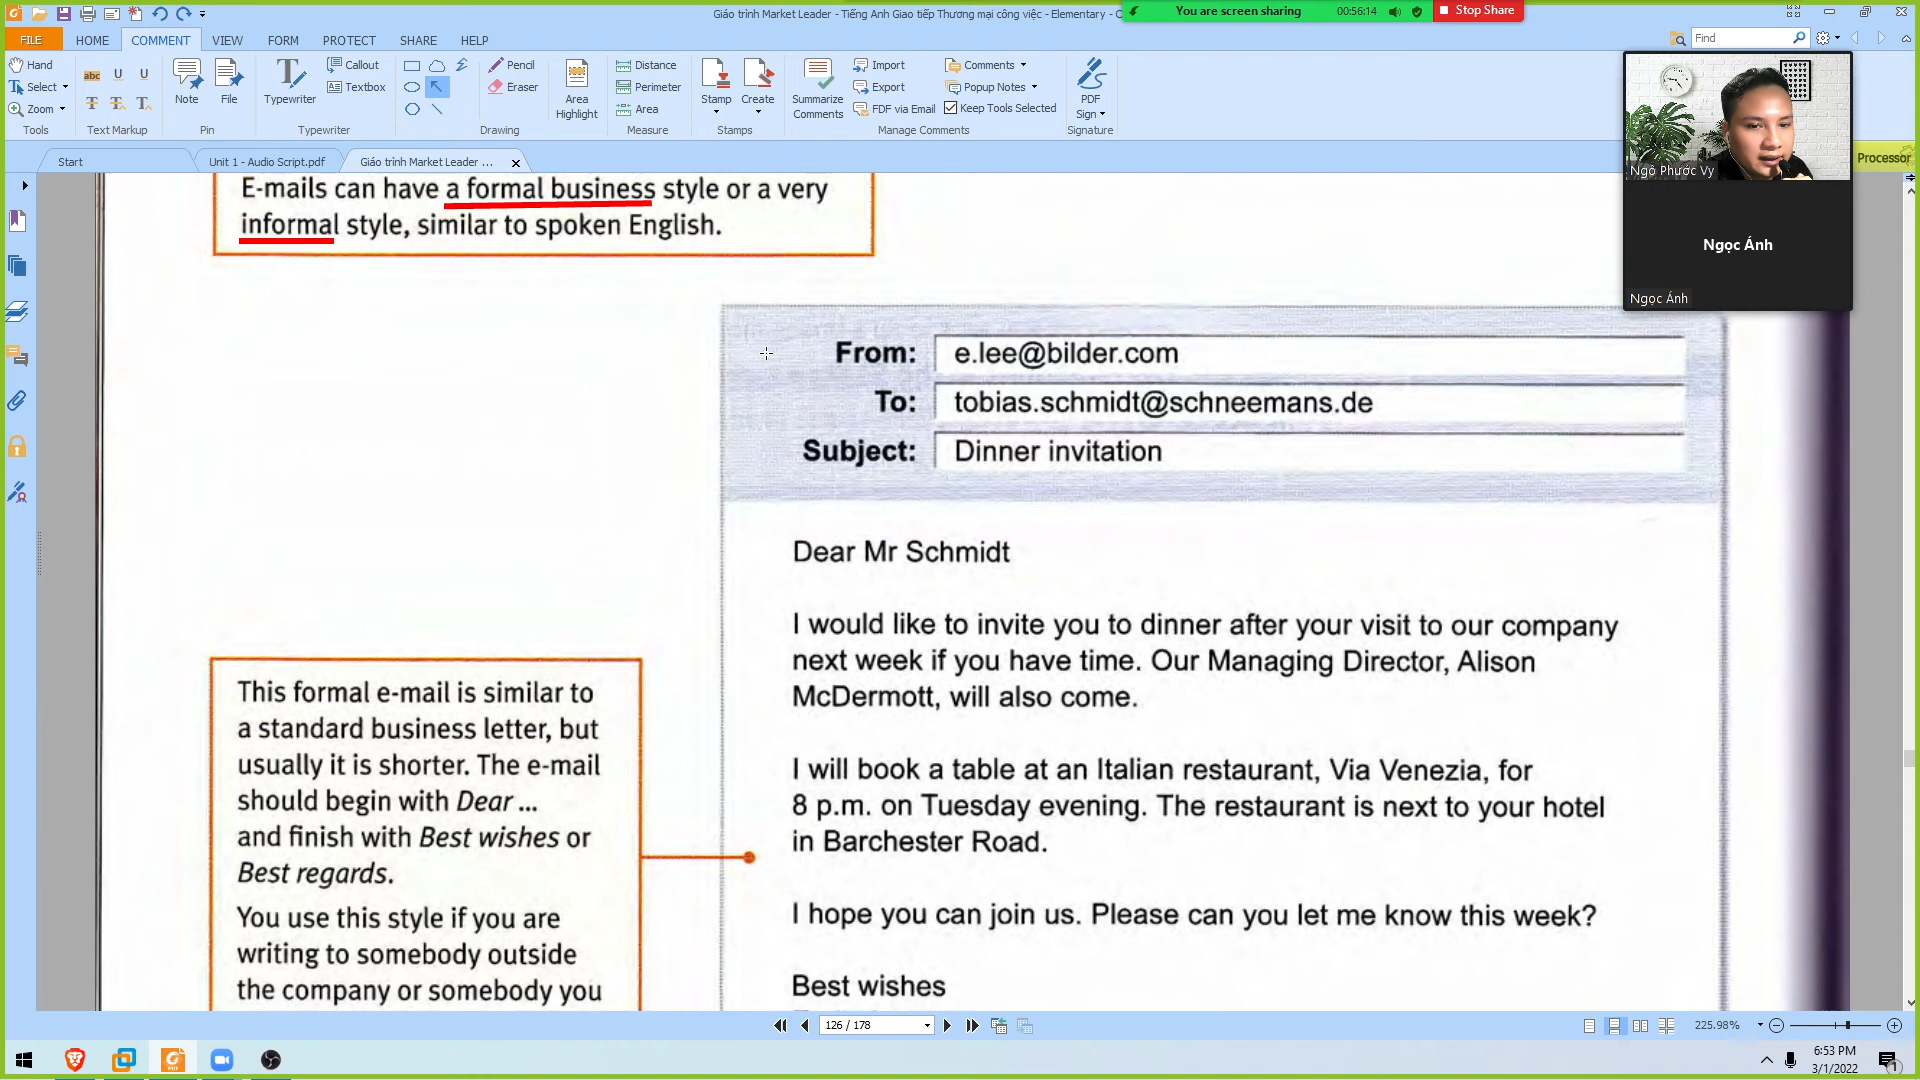 Giáo trình Market Leader - Tiếng Anh Giao tiếp Thương mại công việc - Elementary - C
You are screen sharing
00:56:14
Stop Share
FILE
HOME
COMMENT
VIEW
FORM
PROTECT
SHARE
HELP
Find
Hand
Select
Zoom
Tools
abc
U
U
T
T
T
Text Markup
Note
File
Pin
Typewriter
Callout
Textbox
Typewriter
Pencil
Eraser
Drawing
Area Highlight
Distance
Perimeter
Area
Measure
Stamp
Create
Stamps
Summarize Comments
Import
Export
FDF via Email
Comments
Popup Notes
Keep Tools Selected
Manage Comments
PDF Sign
Signature
Start
Unit 1 - Audio Script.pdf
Giáo trình Market Leader ...
Processor
Ngô Phước Vy
Ngọc Ánh
Ngọc Ánh
E-mails can have a formal business style or a very
informal style, similar to spoken English.
From: e.lee@bilder.com
To: tobias.schmidt@schneemans.de
Subject: Dinner invitation
Dear Mr Schmidt
I would like to invite you to dinner after your visit to our company
next week if you have time. Our Managing Director, Alison
McDermott, will also come.
I will book a table at an Italian restaurant, Via Venezia, for
8 p.m. on Tuesday evening. The restaurant is next to your hotel
in Barchester Road.
I hope you can join us. Please can you let me know this week?
Best wishes
This formal e-mail is similar to
a standard business letter, but
usually it is shorter. The e-mail
should begin with Dear ...
and finish with Best wishes or
Best regards.
You use this style if you are
writing to somebody outside
the company or somebody you
126 / 178
225.98%
6:53 PM
3/1/2022
1